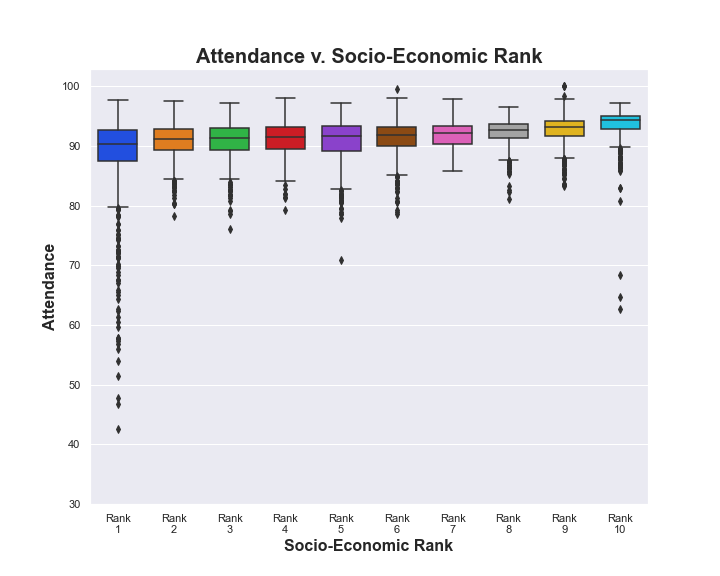 Attendance v. Socio-Economic Rank
100
90
80
70
60
50
40
30
Attendance
Rank Rank Rank Rank Rank Rank Rank Rank Rank Rank
1 2 3 4 5 6 7 8 9 10
Socio-Economic Rank